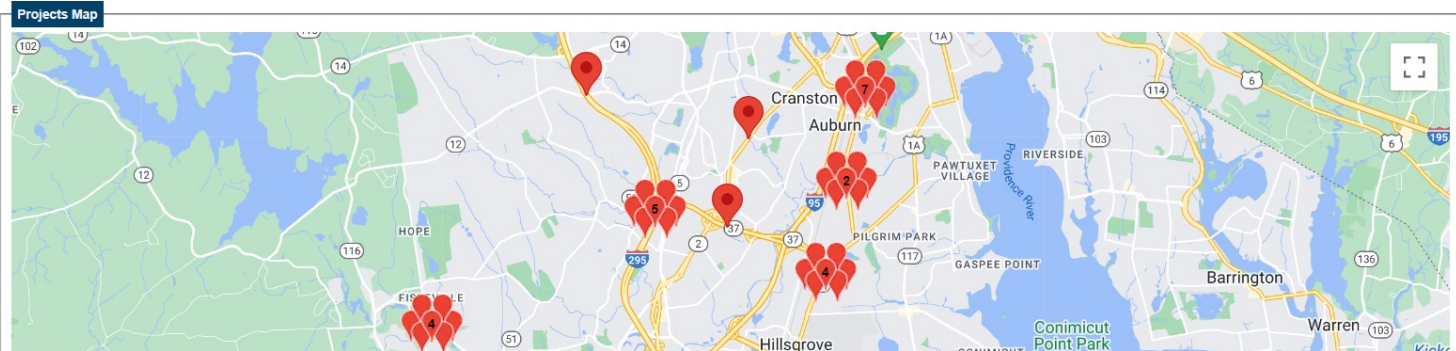 Projects Map
102
14
14
1A
6
114
195
6
14
Cranston
7
Auburn
12
103
1A
RIVERSIDE
PAWTUXET
VILLAGE
Providence River
12
5
2
5
95
HOPE
37
2
37
PILGRIM PARK
116
117
GASPEE POINT
295
136
4
Barrington
4
Conimicut
Point Park
Warren
103
51
Hillsgrove